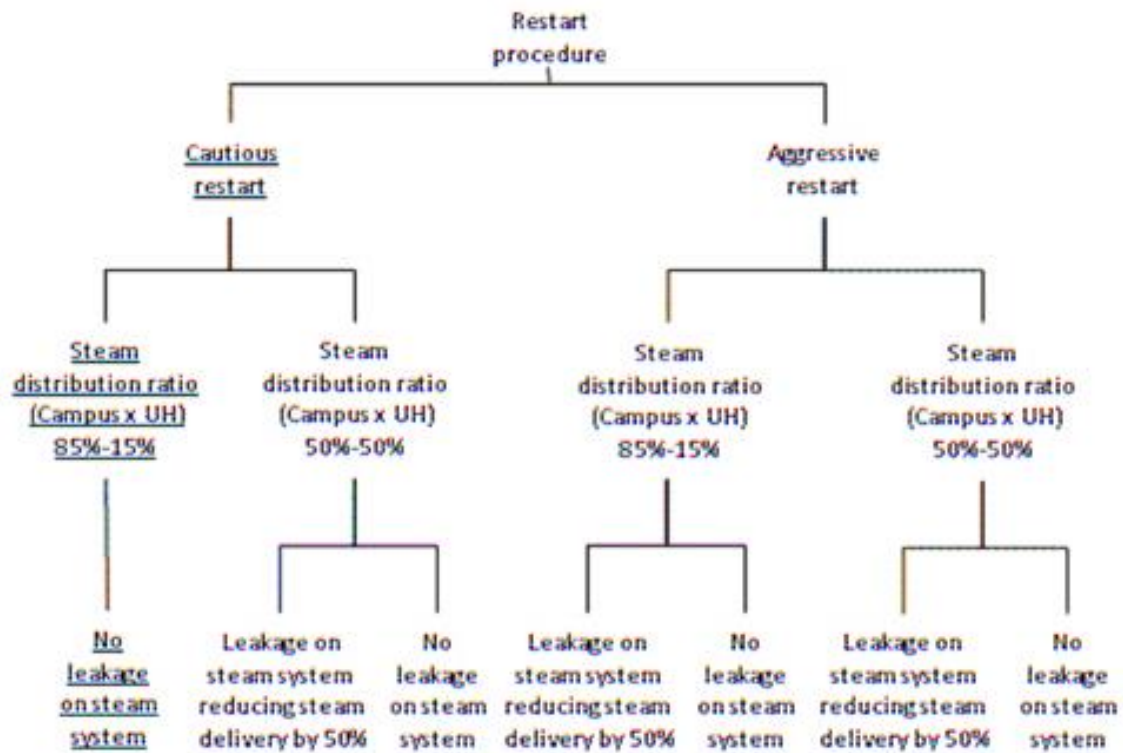 Restart
procedure
Cautious
restart
Aggressive
restart
Steam
distribution ratio
(Campus x UH)
85%-15%
Steam
distribution ratio
(Campus x UH)
50%-50%
Steam
distribution ratio
(Campus x UH)
85%-15%
Steam
distribution ratio
(Campus x UH)
50%-50%
No
leakage
on steam
system
Leakage on
steam system
reducing steam
delivery by 50%
No
leakage
on steam
system
Leakage on
steam system
reducing steam
delivery by 50%
No
leakage
on steam
system
Leakage on
steam system
reducing steam
delivery by 50%
No
leakage
on steam
system